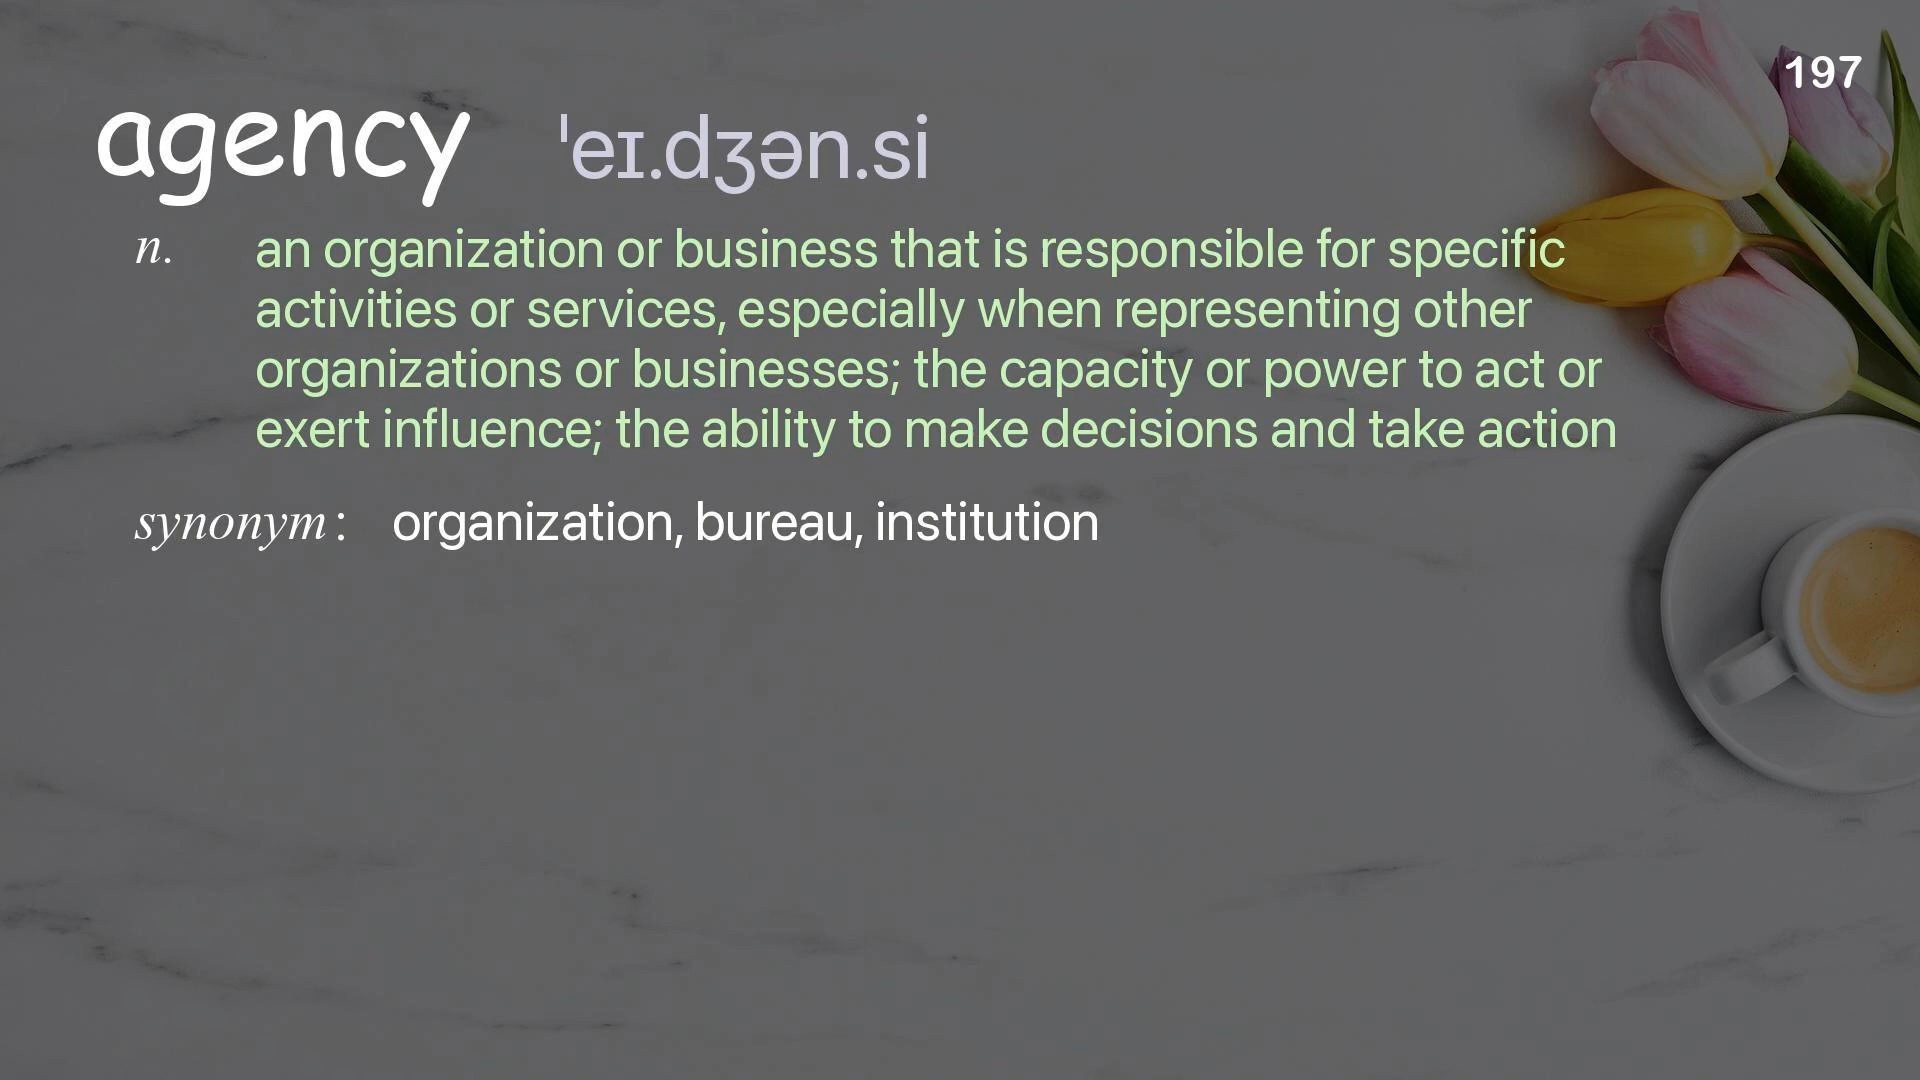 197
agency ˈeɪ.dʒən.si
n. an organization or business that is responsible for specific
activities or services, especially when representing other
organizations or businesses; the capacity or power to act or
exert influence; the ability to make decisions and take action
synonym: organization, bureau, institution